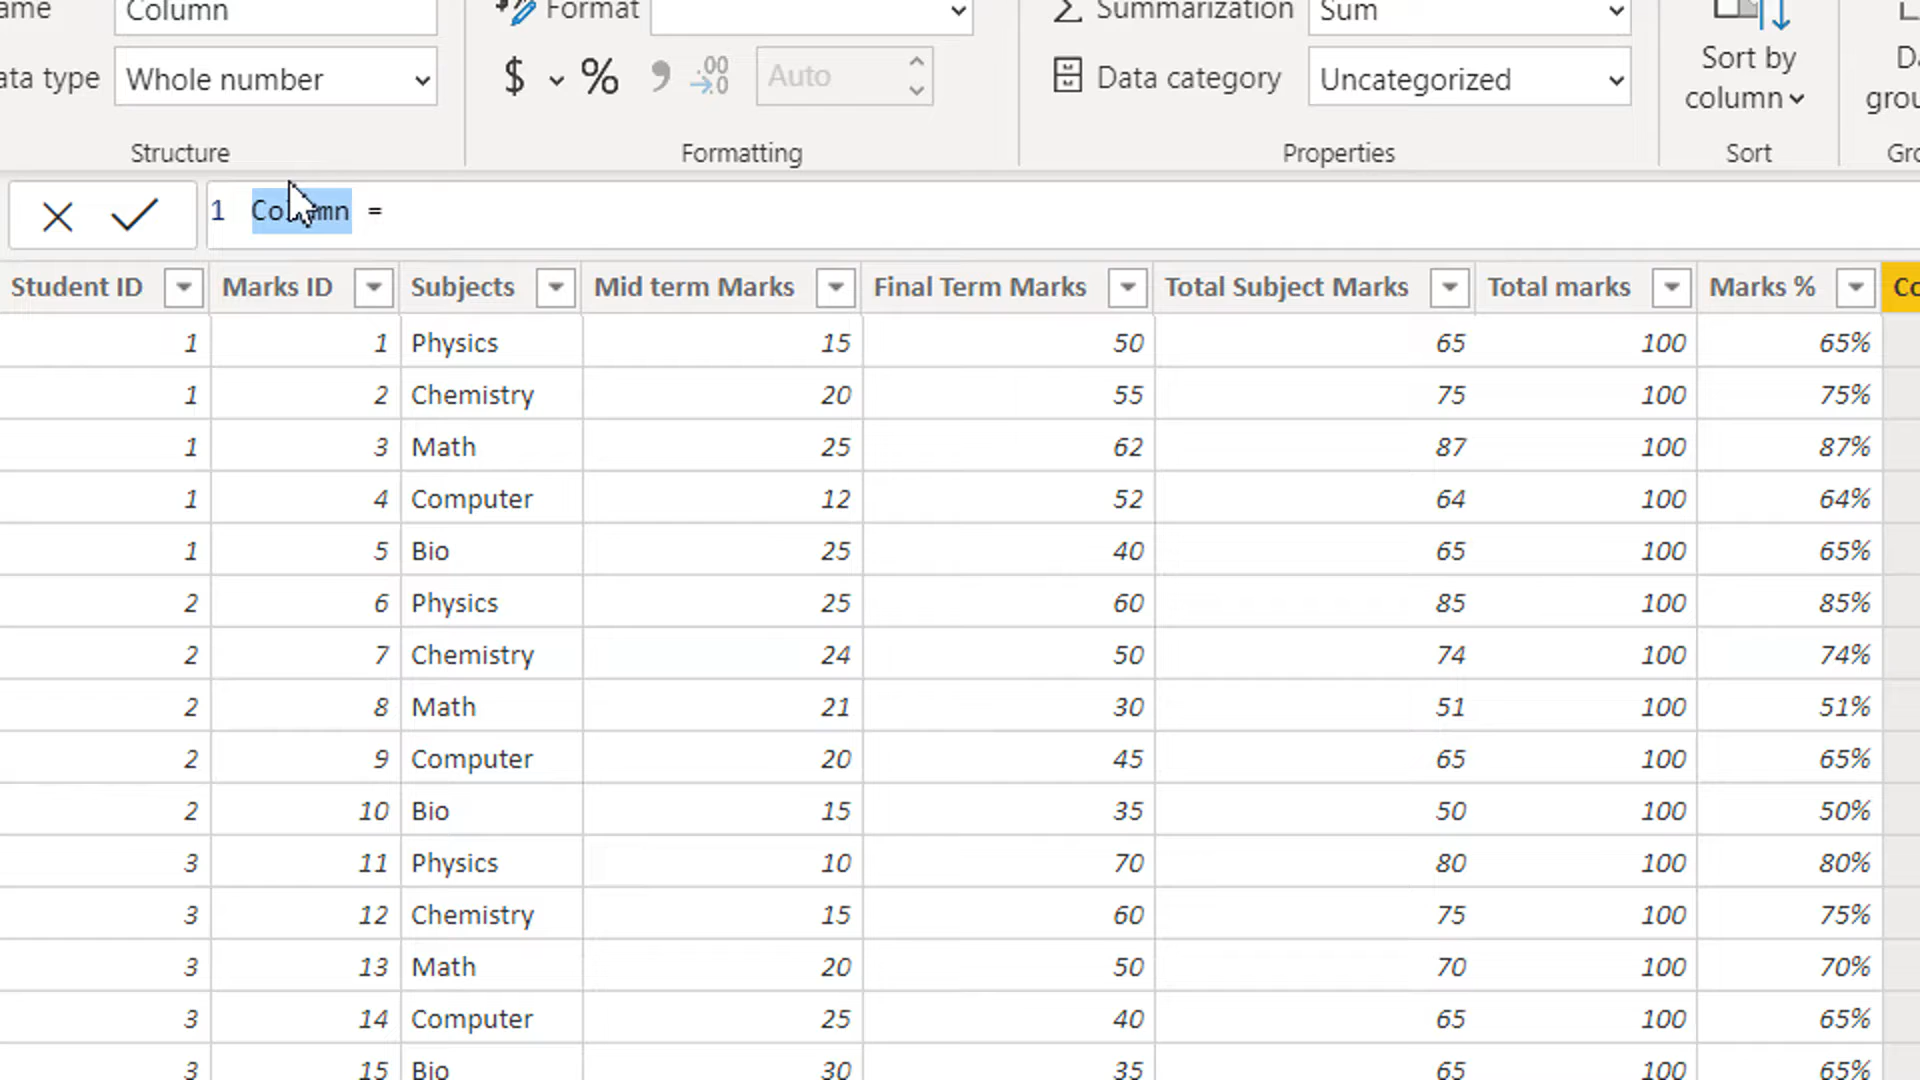 Column
Format
Summarization Sum
Data type Whole number
$ % Auto
Data category Uncategorized
Sort by
column
Structure
Formatting
Properties
Sort
1 Column =
Student ID Marks ID Subjects Mid term Marks Final Term Marks Total Subject Marks Total marks Marks % Co
1 1 Physics 15 50 65 100 65%
1 2 Chemistry 20 55 75 100 75%
1 3 Math 25 62 87 100 87%
1 4 Computer 12 52 64 100 64%
1 5 Bio 25 40 65 100 65%
2 6 Physics 25 60 85 100 85%
2 7 Chemistry 24 50 74 100 74%
2 8 Math 21 30 51 100 51%
2 9 Computer 20 45 65 100 65%
2 10 Bio 15 35 50 100 50%
3 11 Physics 10 70 80 100 80%
3 12 Chemistry 15 60 75 100 75%
3 13 Math 20 50 70 100 70%
3 14 Computer 25 40 65 100 65%
3 15 Bio 30 35 65 100 65%